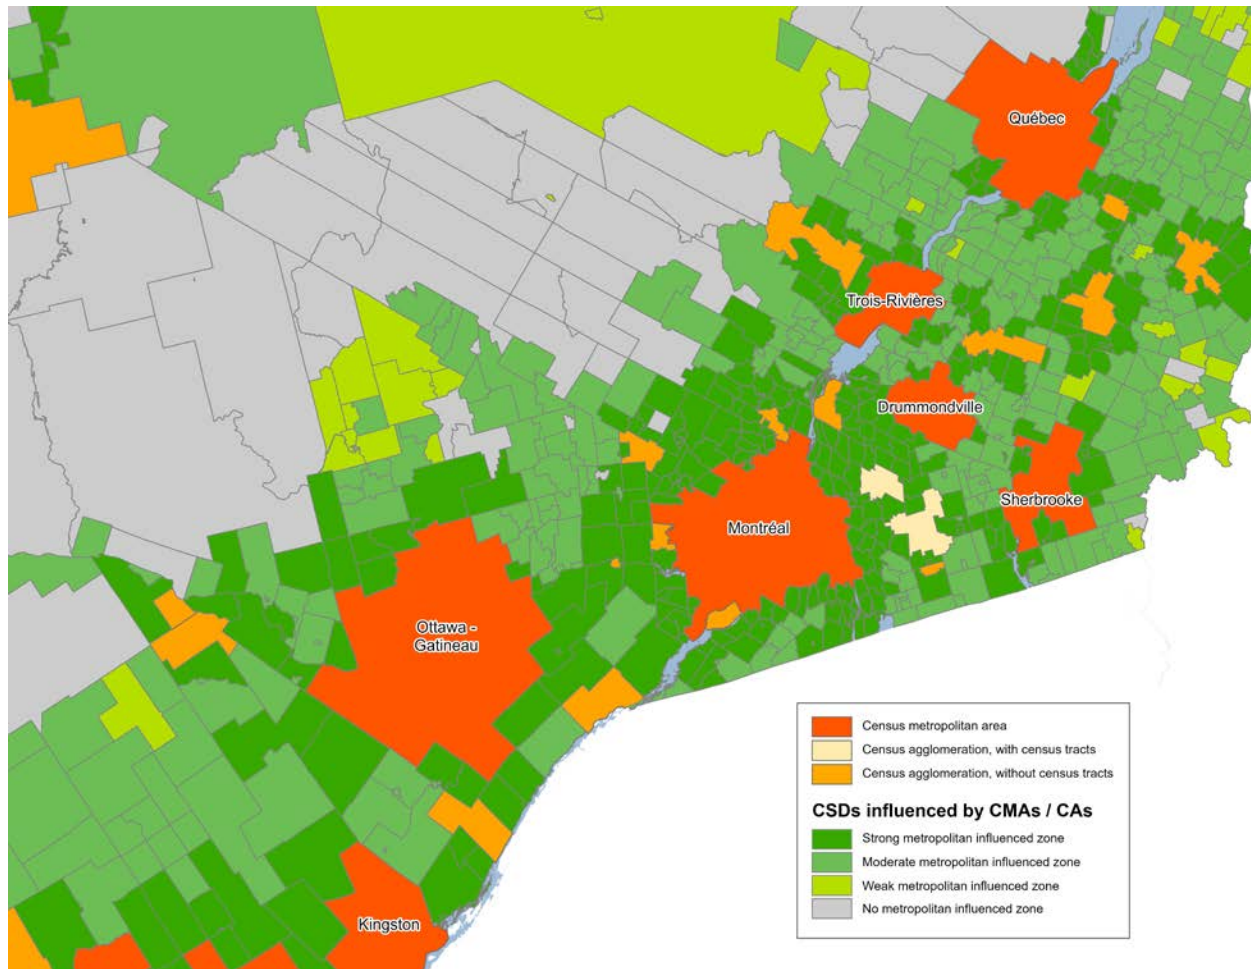 Québec
Trois-Rivières
Drummondville
Sherbrooke
Montréal
Ottawa -
Gatineau
Kingston
Census metropolitan area
Census agglomeration, with census tracts
Census agglomeration, without census tracts
CSDs influenced by CMAs / CAs
Strong metropolitan influenced zone
Moderate metropolitan influenced zone
Weak metropolitan influenced zone
No metropolitan influenced zone